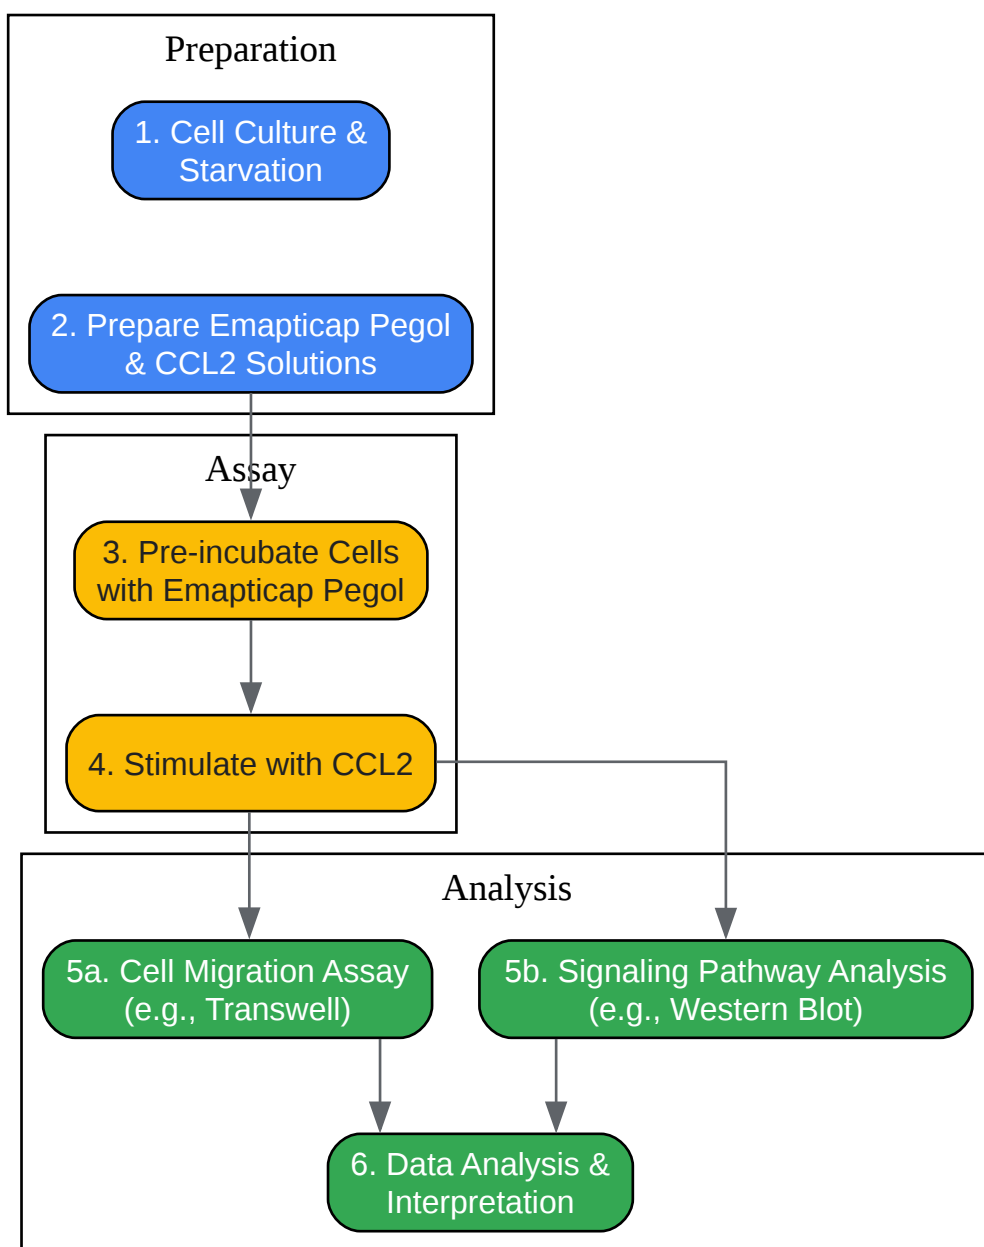 Preparation
1. Cell Culture &
Starvation
2. Prepare Emapticap Pegol
& CCL2 Solutions
Assay
3. Pre-incubate Cells
with Emapticap Pegol
4. Stimulate with CCL2
Analysis
5a. Cell Migration Assay
(e.g., Transwell)
5b. Signaling Pathway Analysis
(e.g., Western Blot)
6. Data Analysis &
Interpretation